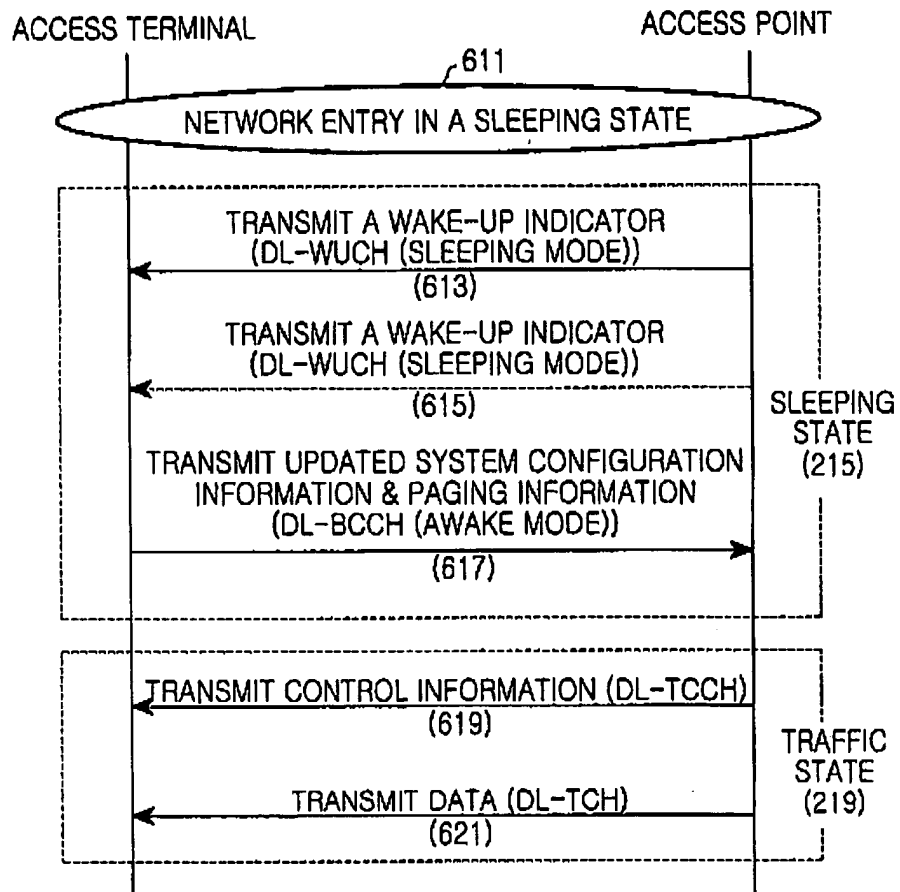 ACCESS TERMINAL
ACCESS POINT
611
NETWORK ENTRY IN A SLEEPING STATE
TRANSMIT A WAKE-UP INDICATOR
(DL-WUCH (SLEEPING MODE))
(613)
TRANSMIT A WAKE-UP INDICATOR
(DL-WUCH (SLEEPING MODE))
(615)
SLEEPING
STATE
(215)
TRANSMIT UPDATED SYSTEM CONFIGURATION
INFORMATION & PAGING INFORMATION
(DL-BCCH (AWAKE MODE))
(617)
TRANSMIT CONTROL INFORMATION (DL-TCCH)
(619)
TRAFFIC
STATE
(219)
TRANSMIT DATA (DL-TCH)
(621)